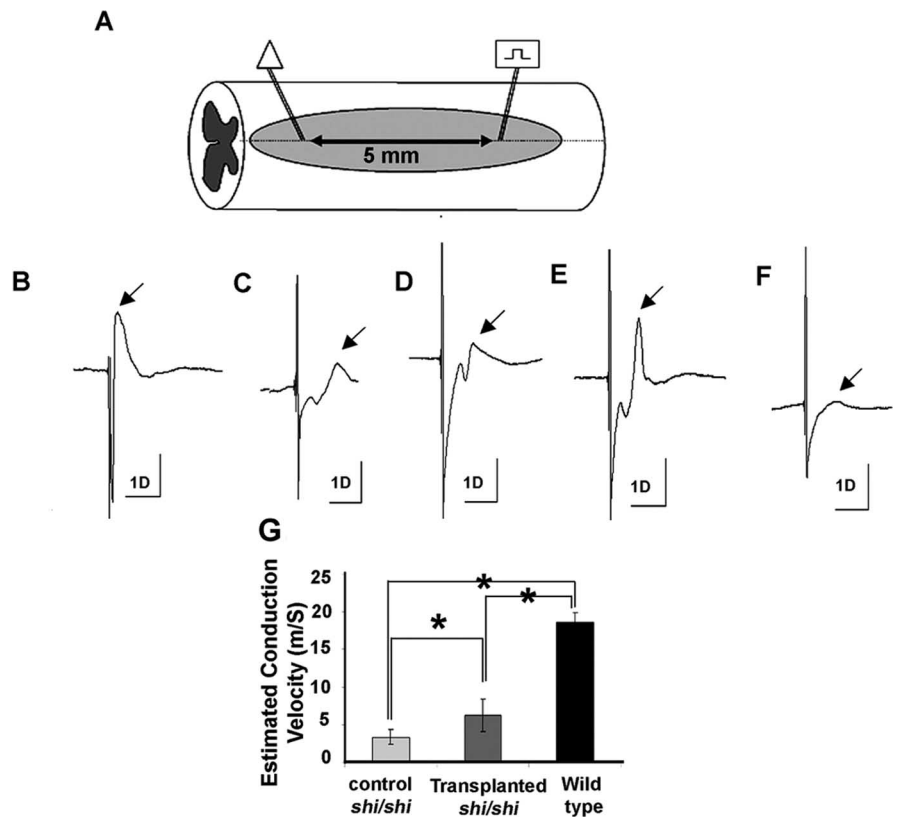 A
5 mm
B
C
D
E
F
1D
1D
1D
1D
1D
G
Estimated Conduction
Velocity (m/S)
25
20
15
10
5
0
*
*
*
control
shi/shi
Transplanted
shi/shi
Wild
type